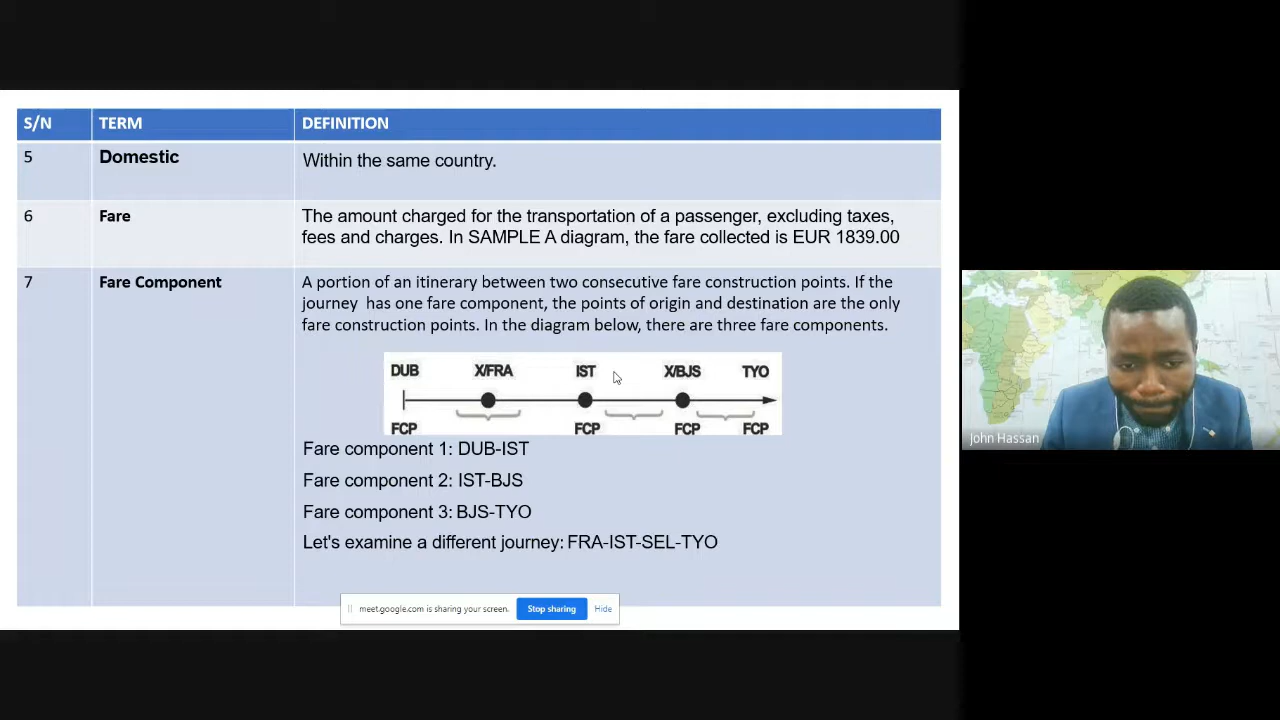 S/N TERM DEFINITION
5 Domestic Within the same country.
6 Fare The amount charged for the transportation of a passenger, excluding taxes,
fees and charges. In SAMPLE A diagram, the fare collected is EUR 1839.00
7 Fare Component A portion of an itinerary between two consecutive fare construction points. If the
journey has one fare component, the points of origin and destination are the only
fare construction points. In the diagram below, there are three fare components.
DUB X/FRA IST X/BJS TYO
FCP FCP FCP FCP
Fare component 1: DUB-IST
Fare component 2: IST-BJS
Fare component 3: BJS-TYO
Let's examine a different journey: FRA-IST-SEL-TYO
meet.google.com is sharing your screen. Stop sharing Hide
John Hassan